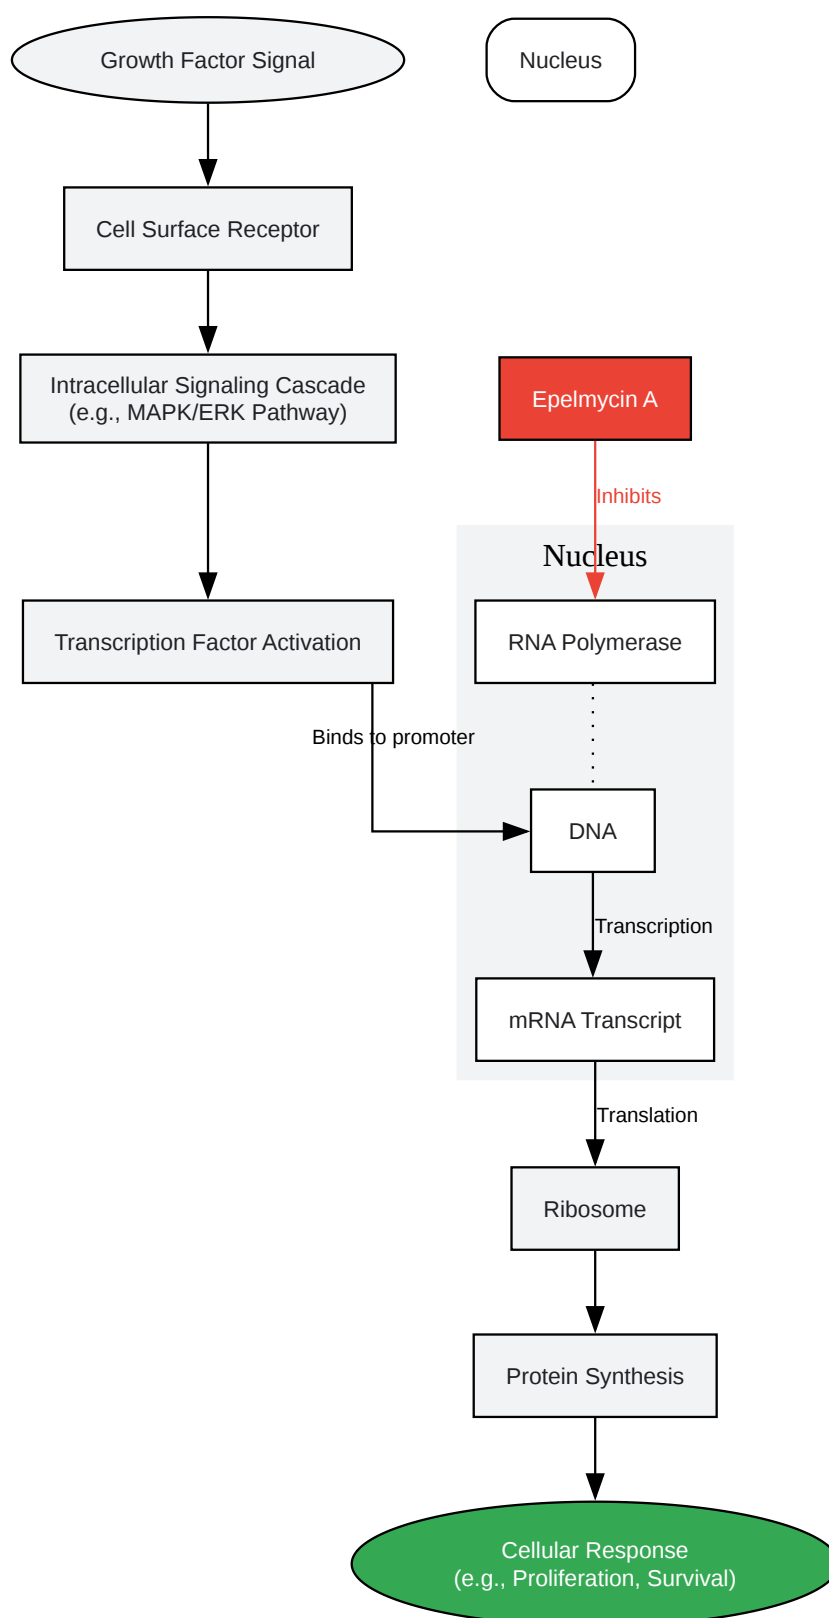 Growth Factor Signal
Nucleus
Cell Surface Receptor
Intracellular Signaling Cascade
(e.g., MAPK/ERK Pathway)
Epelmycin A
Inhibits
Nucleus
Transcription Factor Activation
RNA Polymerase
Binds to promoter
DNA
Transcription
mRNA Transcript
Translation
Ribosome
Protein Synthesis
Cellular Response
(e.g., Proliferation, Survival)